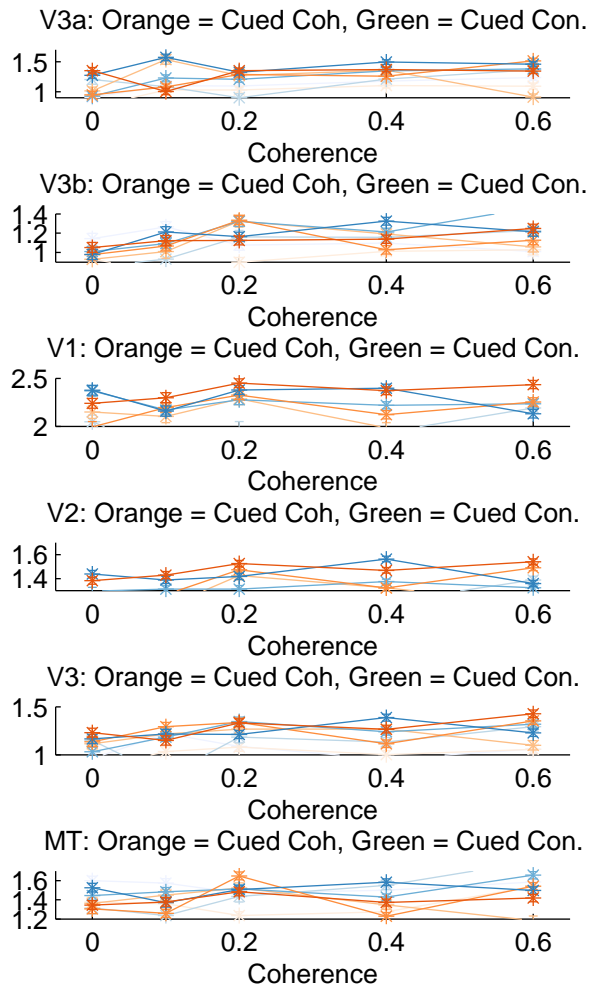 V3a: Orange = Cued Coh, Green = Cued Con.
1.5
1
0 0.2 0.4 0.6
Coherence
V3b: Orange = Cued Coh, Green = Cued Con.
1.4
1.2
1
0 0.2 0.4 0.6
Coherence
V1: Orange = Cued Coh, Green = Cued Con.
2.5
2
0 0.2 0.4 0.6
Coherence
V2: Orange = Cued Coh, Green = Cued Con.
1.6
1.4
0 0.2 0.4 0.6
Coherence
V3: Orange = Cued Coh, Green = Cued Con.
1.5
1
0 0.2 0.4 0.6
Coherence
MT: Orange = Cued Coh, Green = Cued Con.
1.6
1.4
1.2
0 0.2 0.4 0.6
Coherence